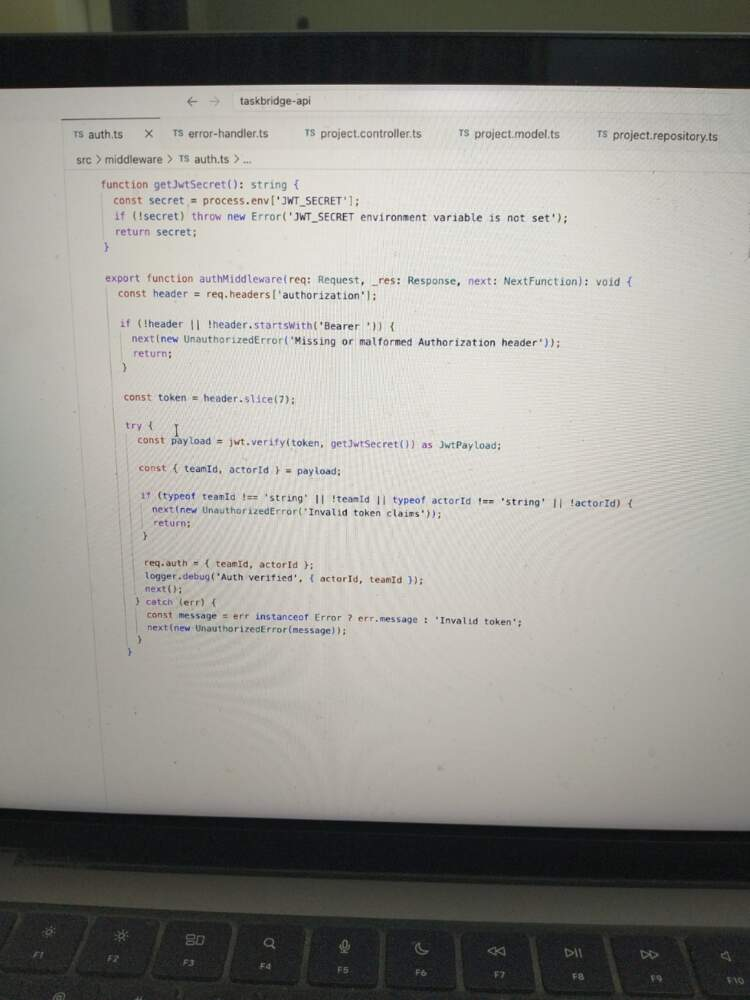 ← → taskbridge-api
TS auth.ts × TS error-handler.ts TS project.controller.ts TS project.model.ts TS project.repository.ts
src > middleware > TS auth.ts > ...
function getJwtSecret(): string {
const secret = process.env['JWT_SECRET'];
if (!secret) throw new Error('JWT_SECRET environment variable is not set');
return secret;
}
export function authMiddleware(req: Request, _res: Response, next: NextFunction): void {
const header = req.headers['authorization'];
if (!header || !header.startsWith('Bearer ')) {
next(new UnauthorizedError('Missing or malformed Authorization header'));
return;
}
const token = header.slice(7);
try {
const payload = jwt.verify(token, getJwtSecret()) as JwtPayload;
const { teamId, actorId } = payload;
if (typeof teamId !== 'string' || !teamId || typeof actorId !== 'string' || !actorId) {
next(new UnauthorizedError('Invalid token claims'));
return;
}
req.auth = { teamId, actorId };
logger.debug('Auth verified', { actorId, teamId });
next();
} catch (err) {
const message = err instanceof Error ? err.message : 'Invalid token';
next(new UnauthorizedError(message));
}
}
F1 F2 F3 F4 F5 F6 F7 F8 F9 F10